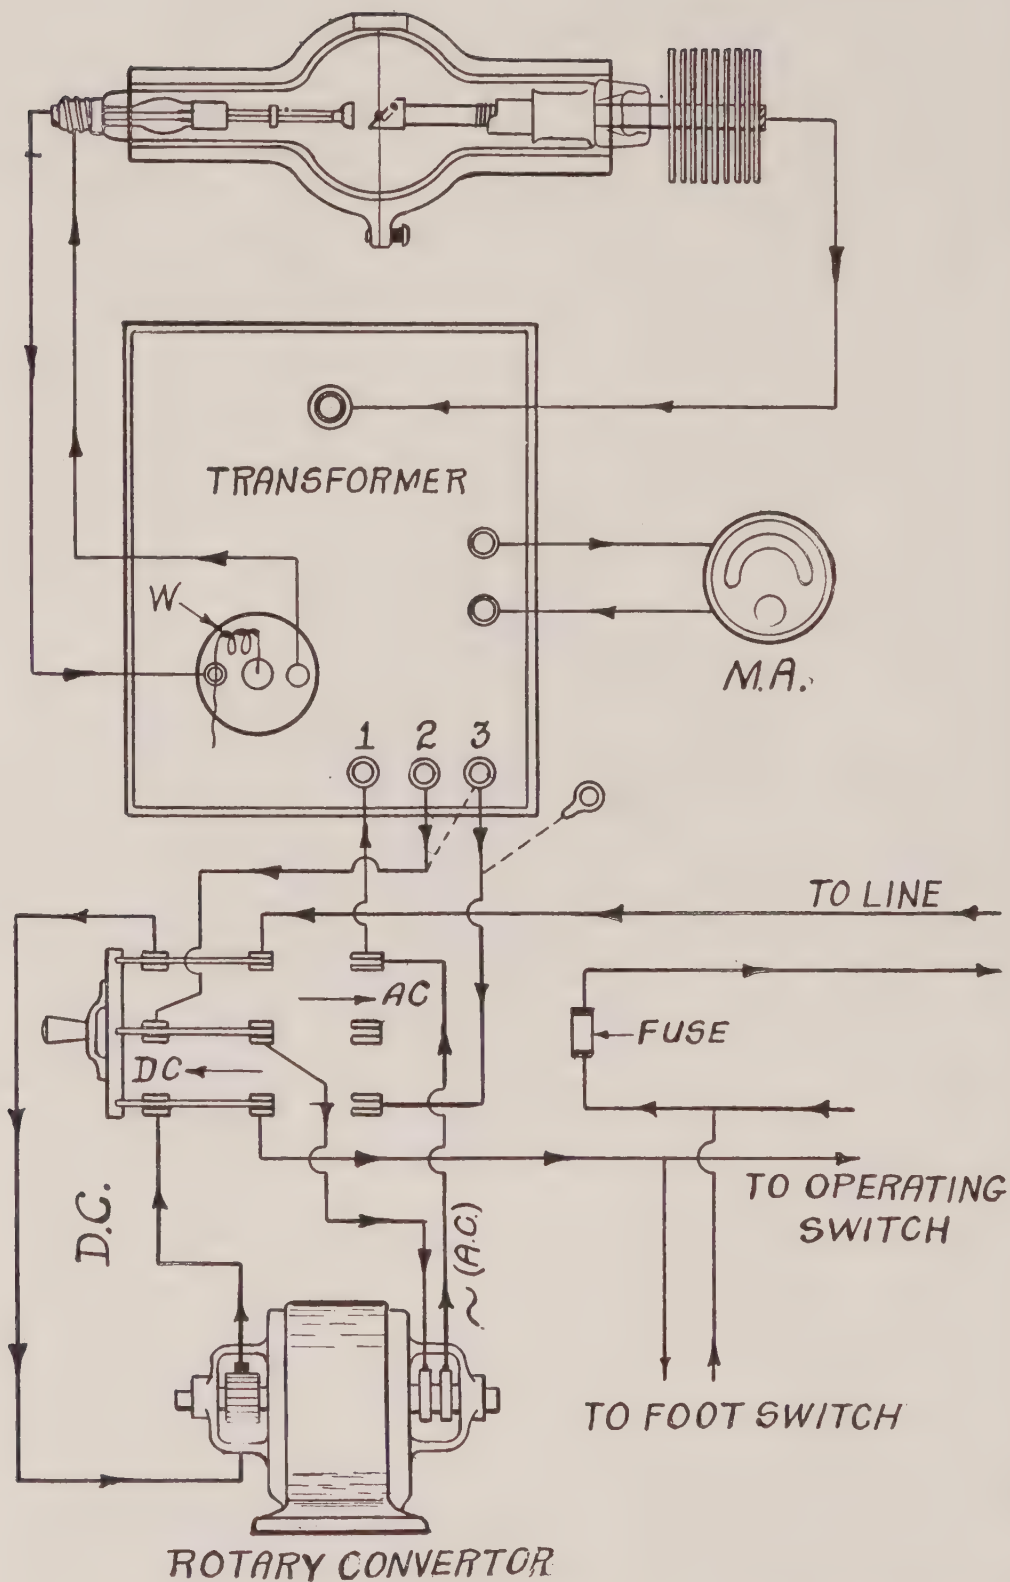 TRANSFORMER
W
M.A.
1 2 3
TO LINE
AC
FUSE
DC
TO OPERATING
SWITCH
D.C.
~(A.C.)
TO FOOT SWITCH
ROTARY CONVERTOR